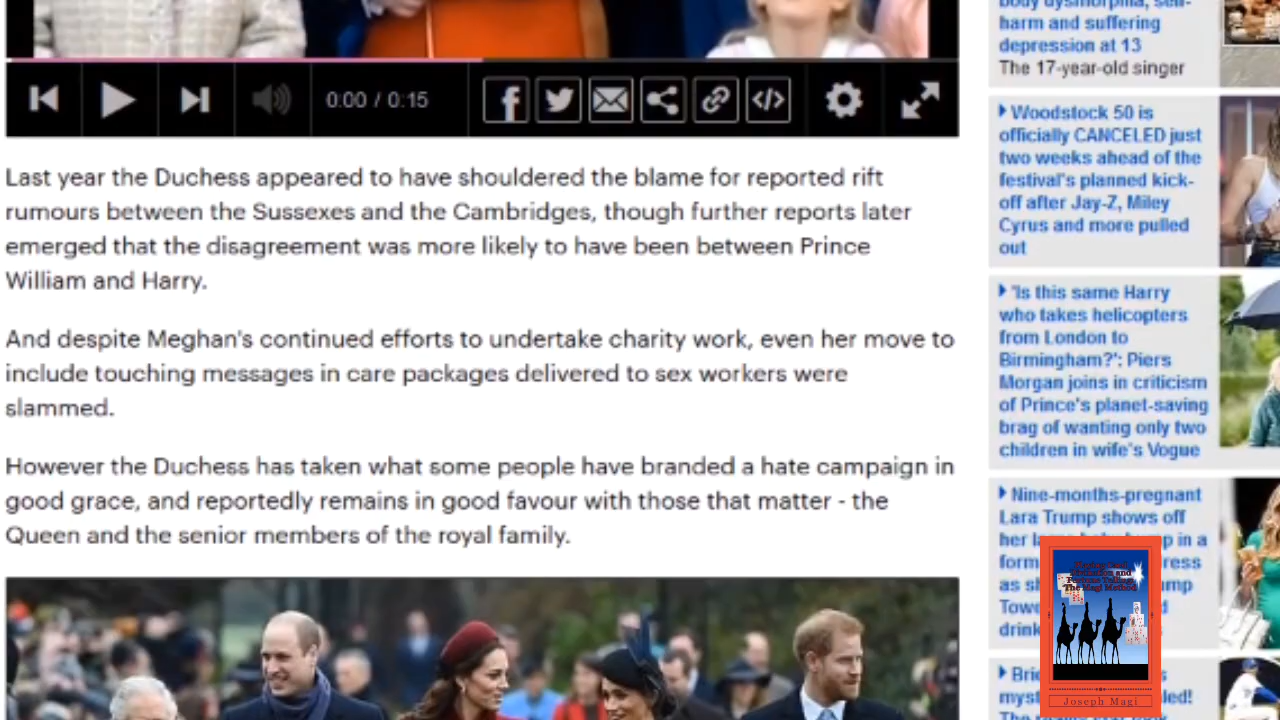 0:00 / 0:15
Last year the Duchess appeared to have shouldered the blame for reported rift
rumours between the Sussexes and the Cambridges, though further reports later
emerged that the disagreement was more likely to have been between Prince
William and Harry.
And despite Meghan's continued efforts to undertake charity work, even her move to
include touching messages in care packages delivered to sex workers were
slammed.
However the Duchess has taken what some people have branded a hate campaign in
good grace, and reportedly remains in good favour with those that matter - the
Queen and the senior members of the royal family.
body dysmorphia, self-
harm and suffering
depression at 13
The 17-year-old singer
Woodstock 50 is
officially CANCELED just
two weeks ahead of the
festival's planned kick-
off after Jay-Z, Miley
Cyrus and more pulled
out
'Is this same Harry
who takes helicopters
from London to
Birmingham?': Piers
Morgan joins in criticism
of Prince's planet-saving
brag of wanting only two
children in wife's Vogue
Nine-months-pregnant
Lara Trump shows off
her in a
The Magi Method
Joseph Magi